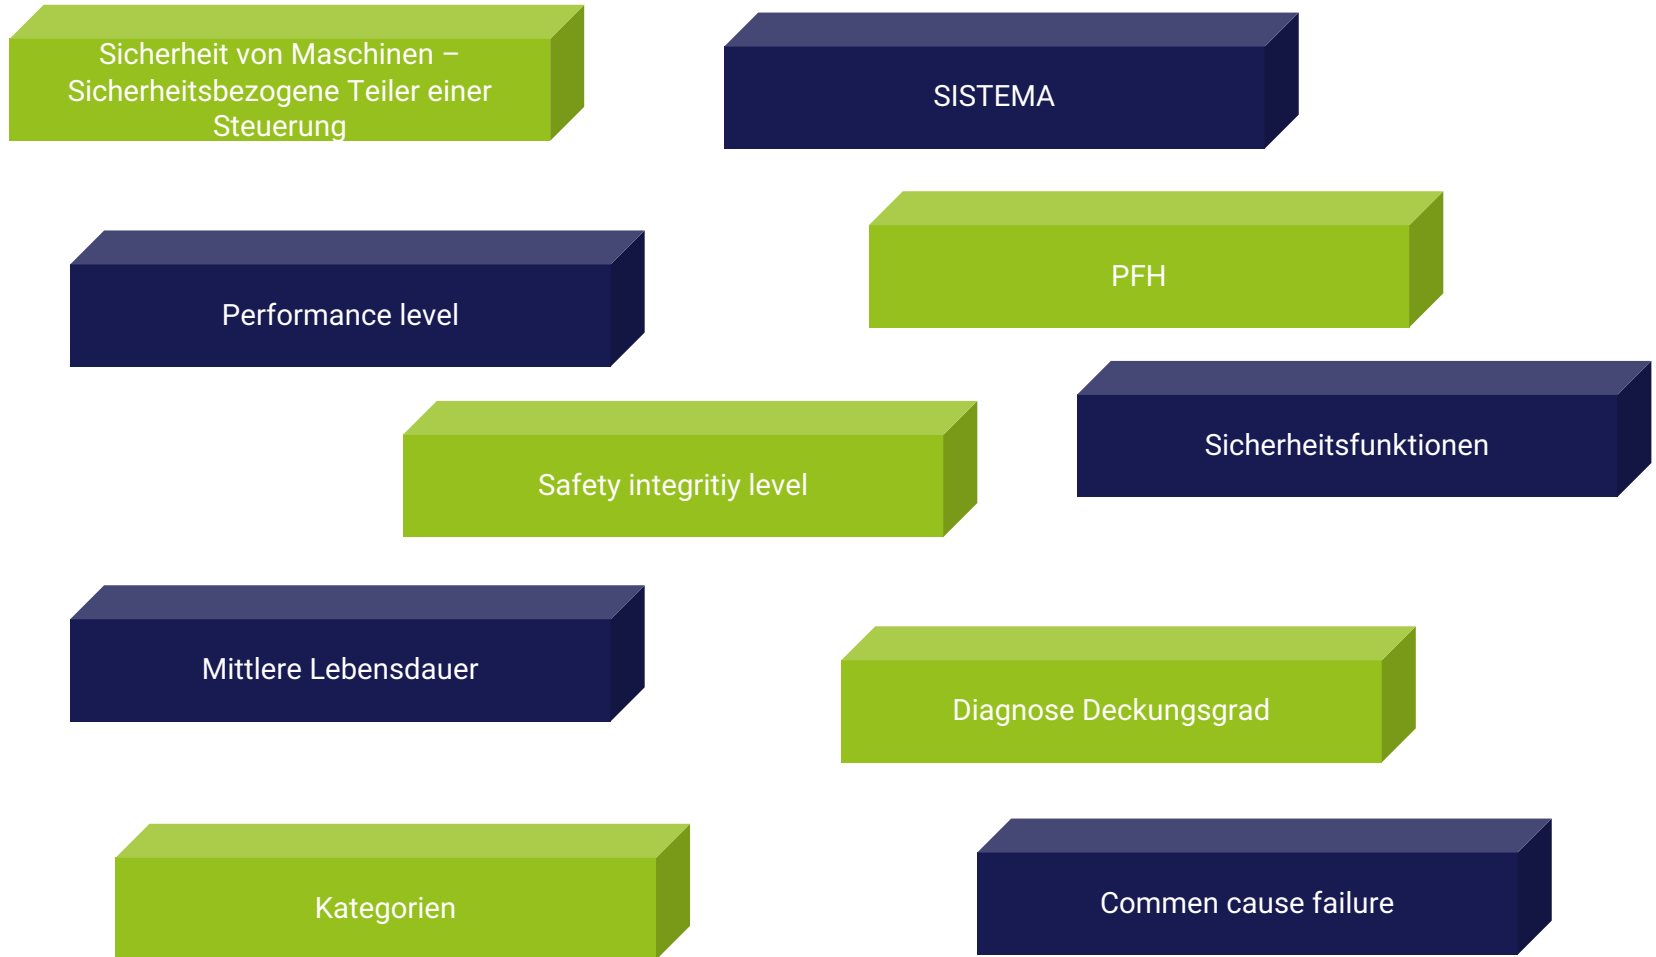 Sicherheit von Maschinen –
Sicherheitsbezogene Teiler einer
Steuerung
SISTEMA
PFH
Performance level
Sicherheitsfunktionen
Safety integritiy level
Mittlere Lebensdauer
Diagnose Deckungsgrad
Kategorien
Commen cause failure